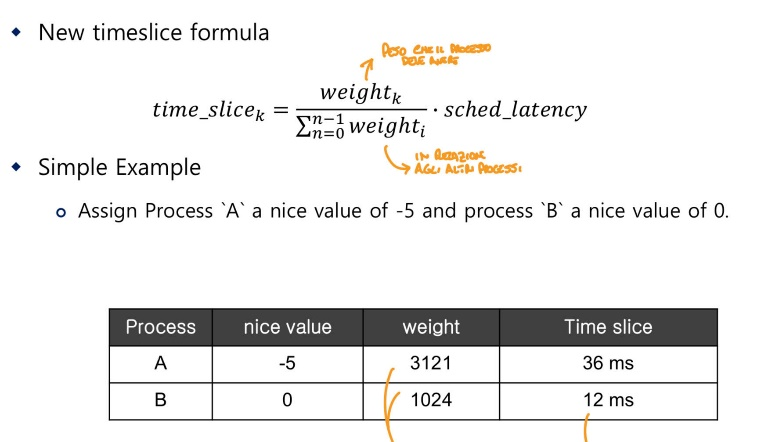 New timeslice formula
PESO CHE IL PROCESSO
DEVE AVERE
time_slice_k = weight_k / ∑_{n=0}^{n-1} weight_i · sched_latency
IN RELAZIONE
AGLI ALTRI PROCESSI
Simple Example
Assign Process `A` a nice value of -5 and process `B` a nice value of 0.
Process nice value weight Time slice
A -5 3121 36 ms
B 0 1024 12 ms